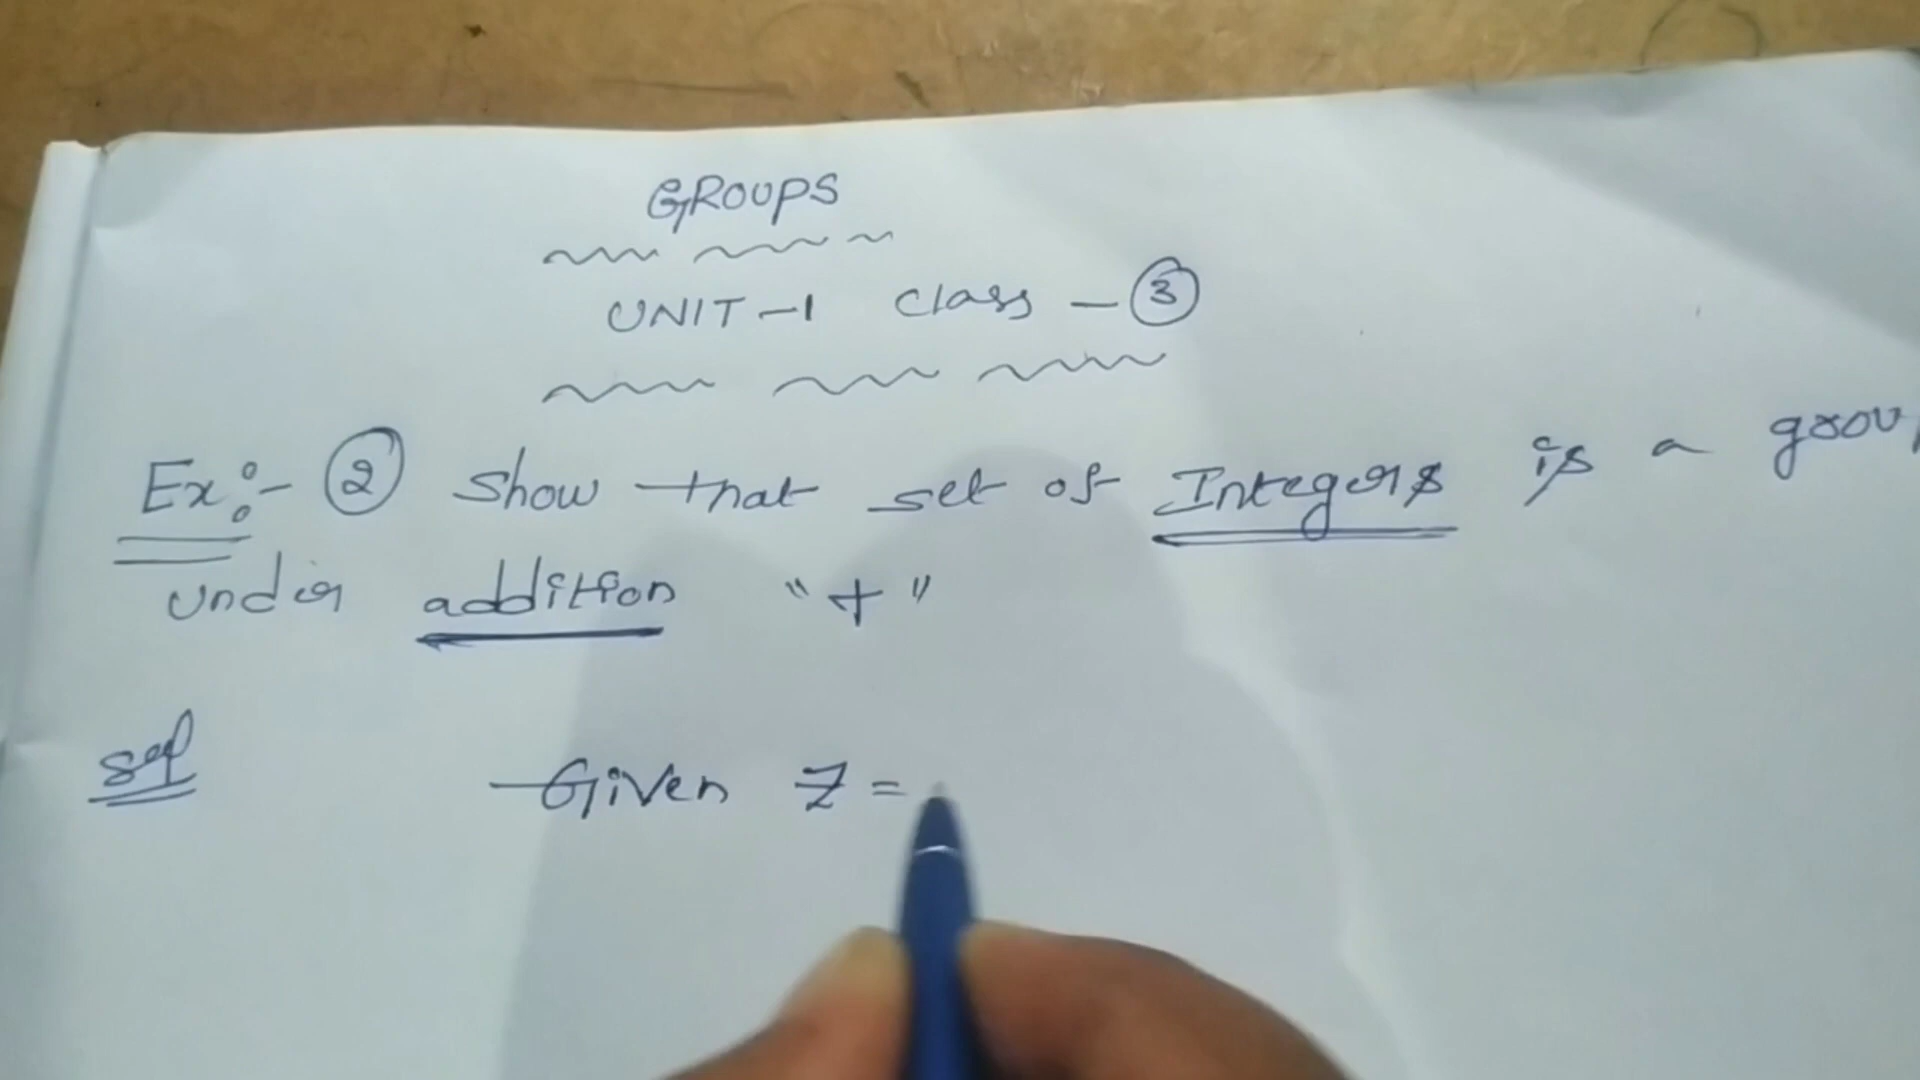 GROUPS
UNIT-1 class - ③
Ex:- ② Show that set of Integers is a grou
under addition "+"
Sol
Given Z =